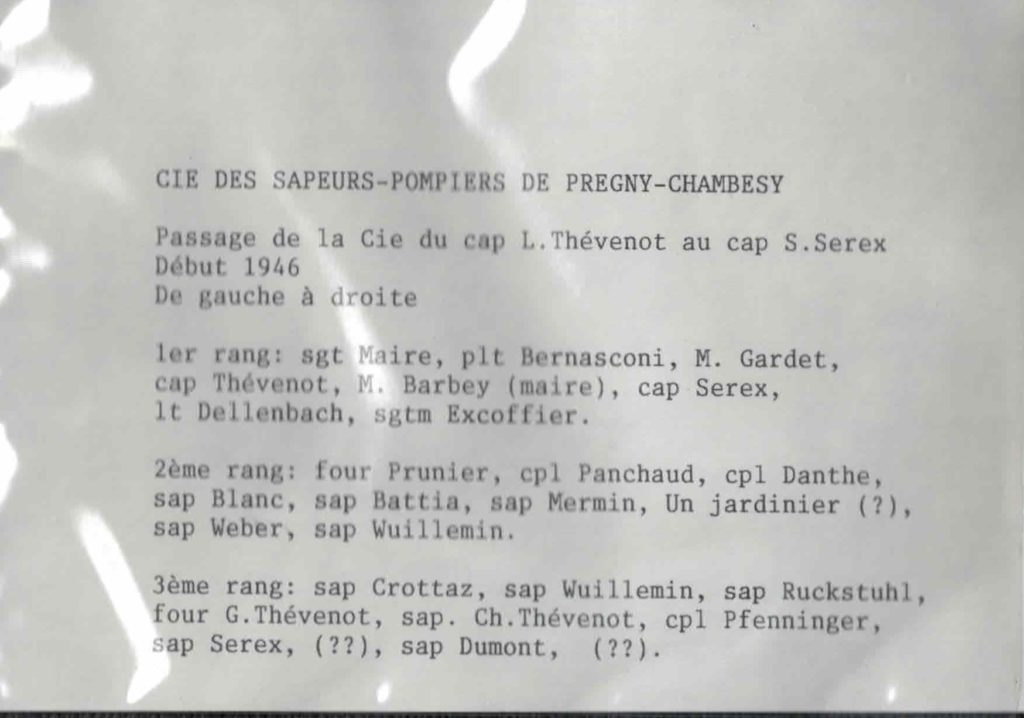 CIE DES SAPEURS-POMPIERS DE PREGNY-CHAMBESY
Passage de la Cie du cap L.Thévenot au cap S.Serex
Début 1946
De gauche à droite
1er rang: sgt Maire, plt Bernasconi, M. Gardet,
cap Thévenot, M. Barbey (maire), cap Serex,
lt Dellenbach, sgtm Excoffier.
2ème rang: four Prunier, cpl Panchaud, cpl Danthe,
sap Blanc, sap Battia, sap Mermin, Un jardinier (?),
sap Weber, sap Wuillemin.
3ème rang: sap Crottaz, sap Wuillemin, sap Ruckstuhl,
four G.Thévenot, sap. Ch.Thévenot, cpl Pfenninger,
sap Serex, (??), sap Dumont, (??).